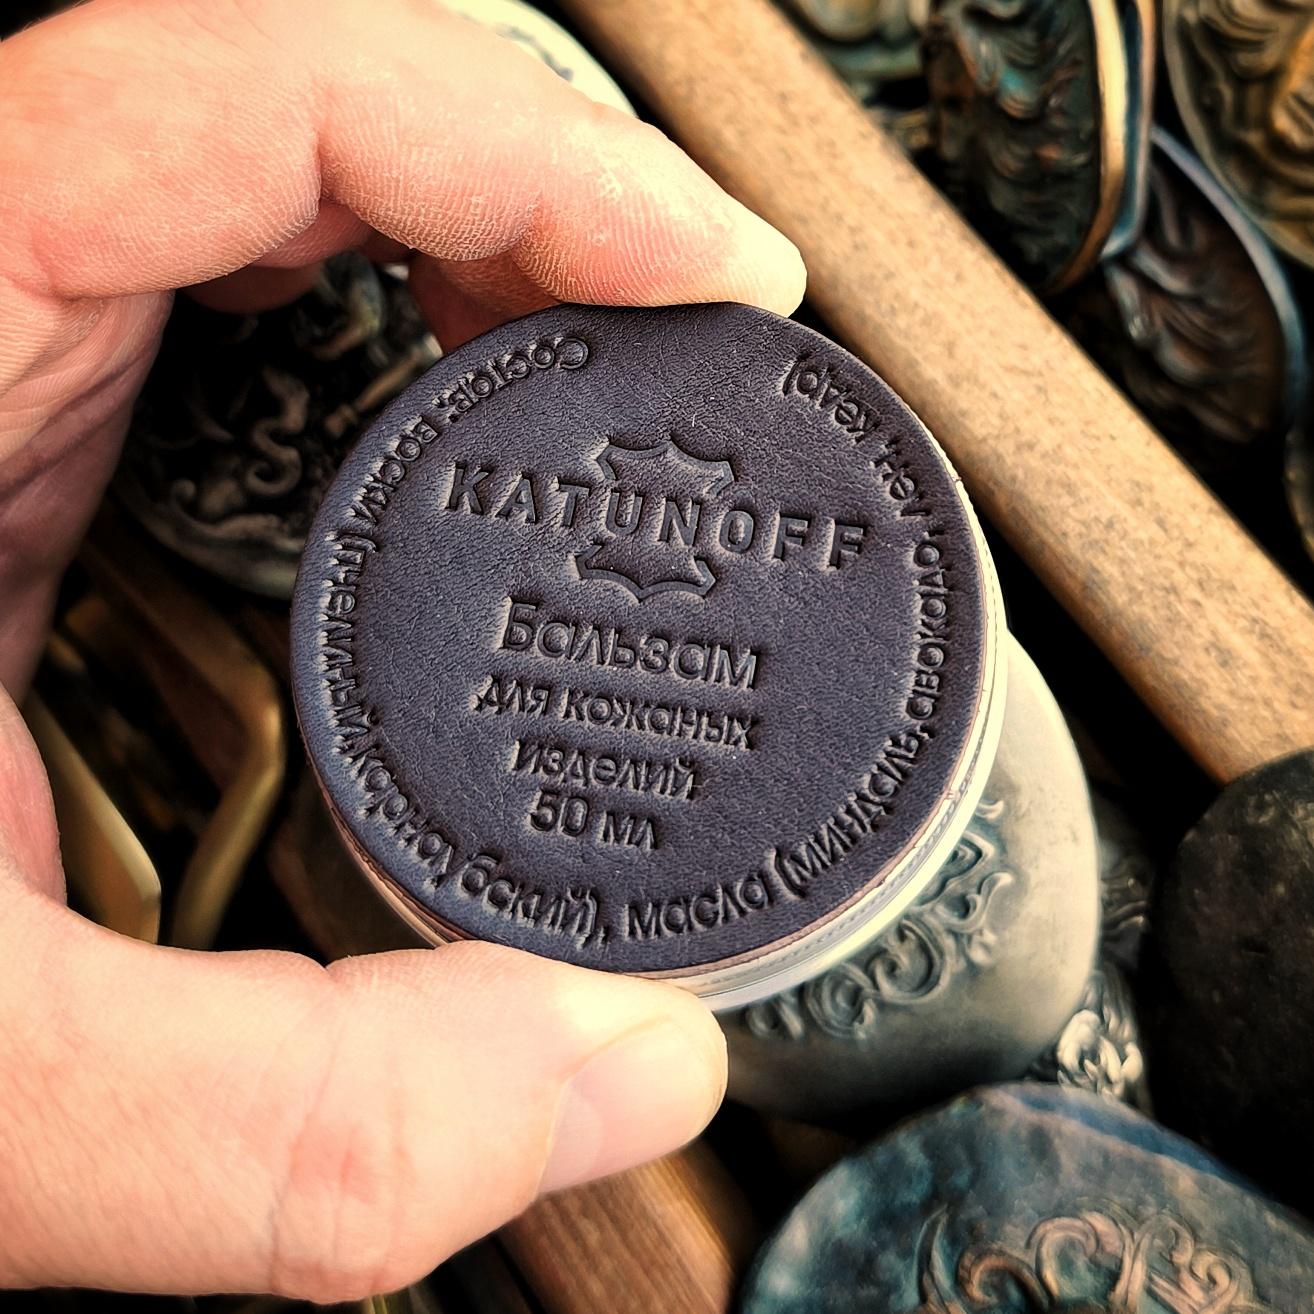 KATUNOFF
Бальзам
для кожаных
изделий
50 мл
Состав: воски (пчелиный, карнаубский), масла (миндаль, авокадо, лен, кедр)